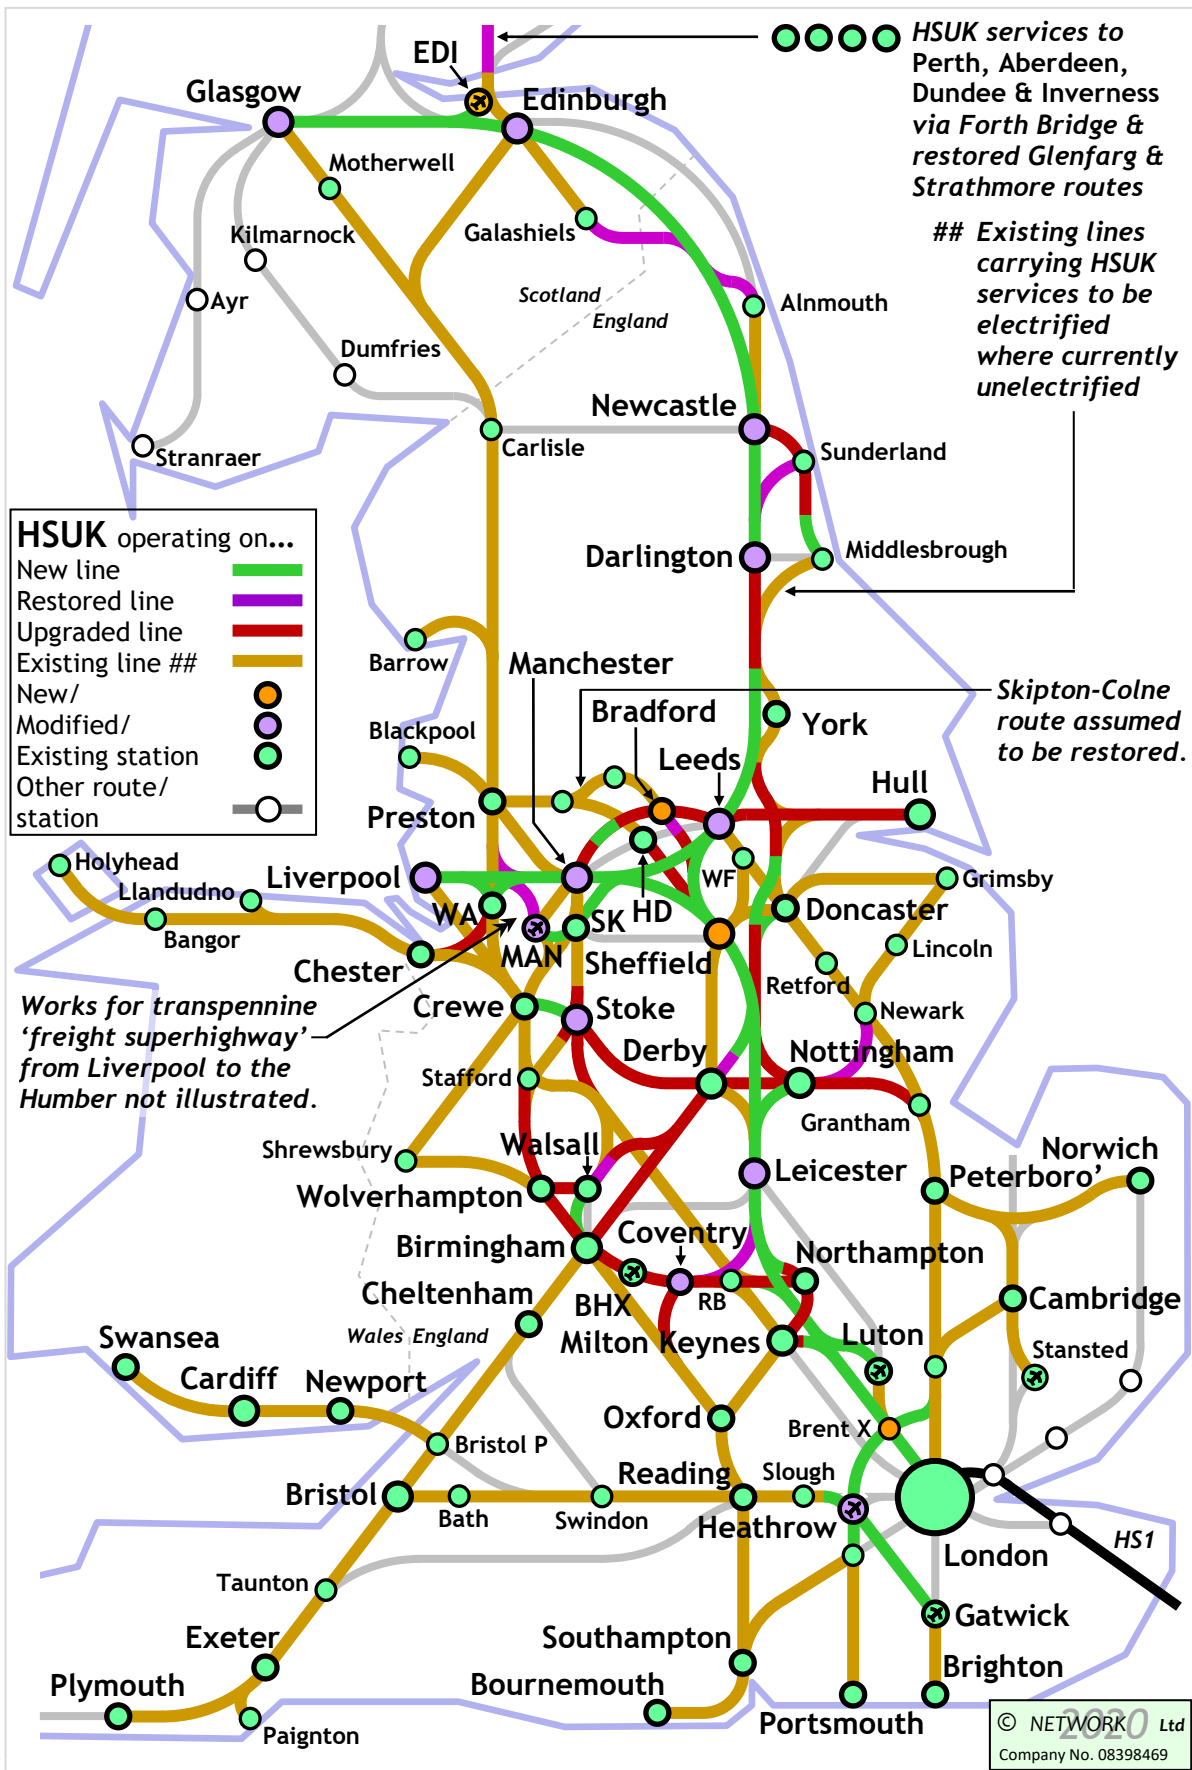 HSUK services to
Perth, Aberdeen,
Dundee & Inverness
via Forth Bridge &
restored Glenfarg &
Strathmore routes
## Existing lines
carrying HSUK
services to be
electrified
where currently
unelectrified
EDI
Glasgow
Edinburgh
Motherwell
Kilmarnock
Galashiels
Ayr
Scotland
England
Alnmouth
Dumfries
Newcastle
Stranraer
Carlisle
Sunderland
HSUK operating on...
New line
Restored line
Upgraded line
Existing line ##
New/
Modified/
Existing station
Other route/
station
Darlington
Middlesbrough
Barrow
Manchester
Skipton-Colne
route assumed
to be restored.
Bradford
York
Blackpool
Leeds
Hull
Preston
Holyhead
Llandudno
Liverpool
WF
Grimsby
Bangor
WA
SK
HD
Doncaster
MAN
Lincoln
Chester
Sheffield
Retford
Works for transpennine
‘freight superhighway’
from Liverpool to the
Humber not illustrated.
Crewe
Stoke
Newark
Derby
Nottingham
Stafford
Grantham
Shrewsbury
Walsall
Leicester
Norwich
Wolverhampton
Peterboro’
Birmingham
Coventry
Northampton
Cheltenham
BHX
RB
Cambridge
Swansea
Wales England
Milton Keynes
Luton
Stansted
Cardiff
Newport
Oxford
Brent X
Bristol P
Reading
Slough
Bristol
Bath
Swindon
Heathrow
London
HS1
Taunton
Gatwick
Exeter
Southampton
Brighton
Plymouth
Bournemouth
Portsmouth
Paignton
© NETWORK 2020 Ltd
Company No. 08398469